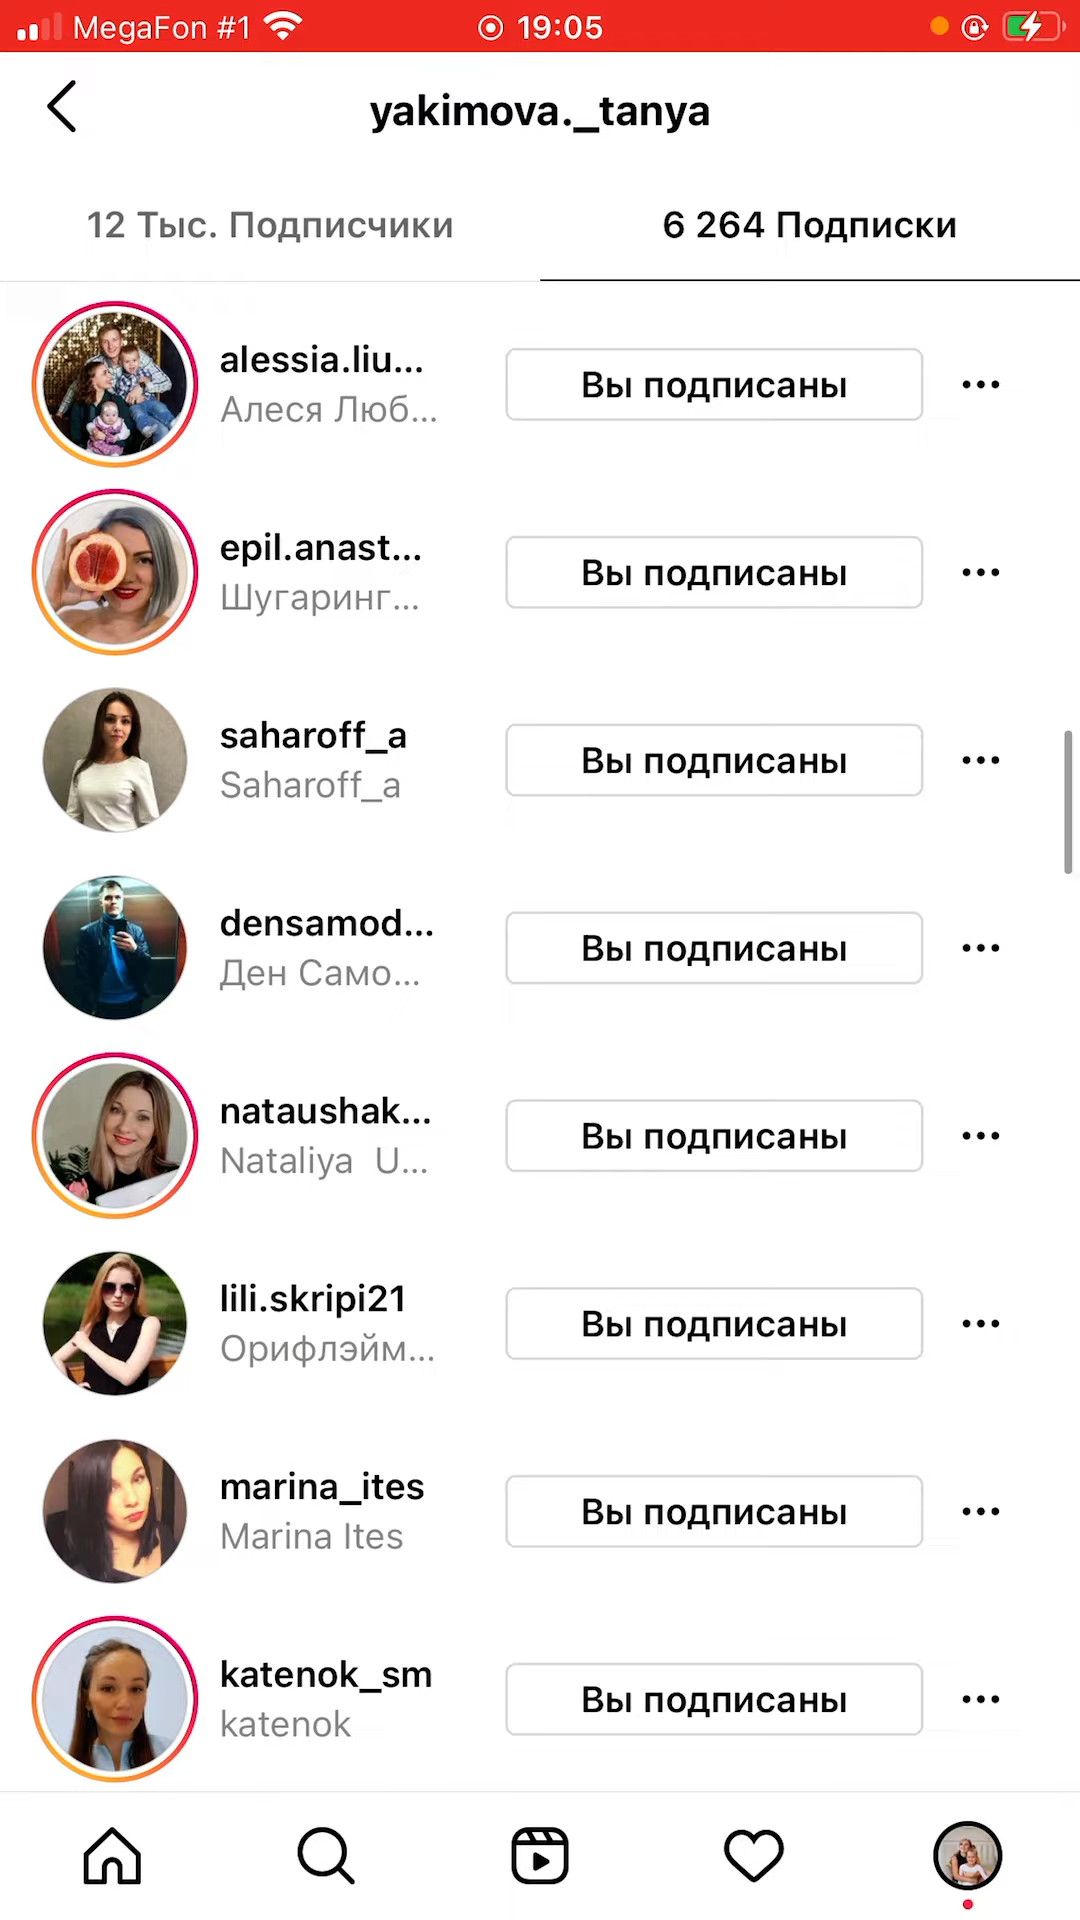 MegaFon #1 19:05
yakimova._tanya
12 Тыс. Подписчики 6 264 Подписки
alessia.liu... Вы подписаны
Алеся Люб...
epil.anast... Вы подписаны
Шугаринг...
saharoff_a Вы подписаны
Saharoff_a
densamod... Вы подписаны
Ден Само...
nataushak... Вы подписаны
Nataliya U...
lili.skripi21 Вы подписаны
Орифлэйм...
marina_ites Вы подписаны
Marina Ites
katenok_sm Вы подписаны
katenok